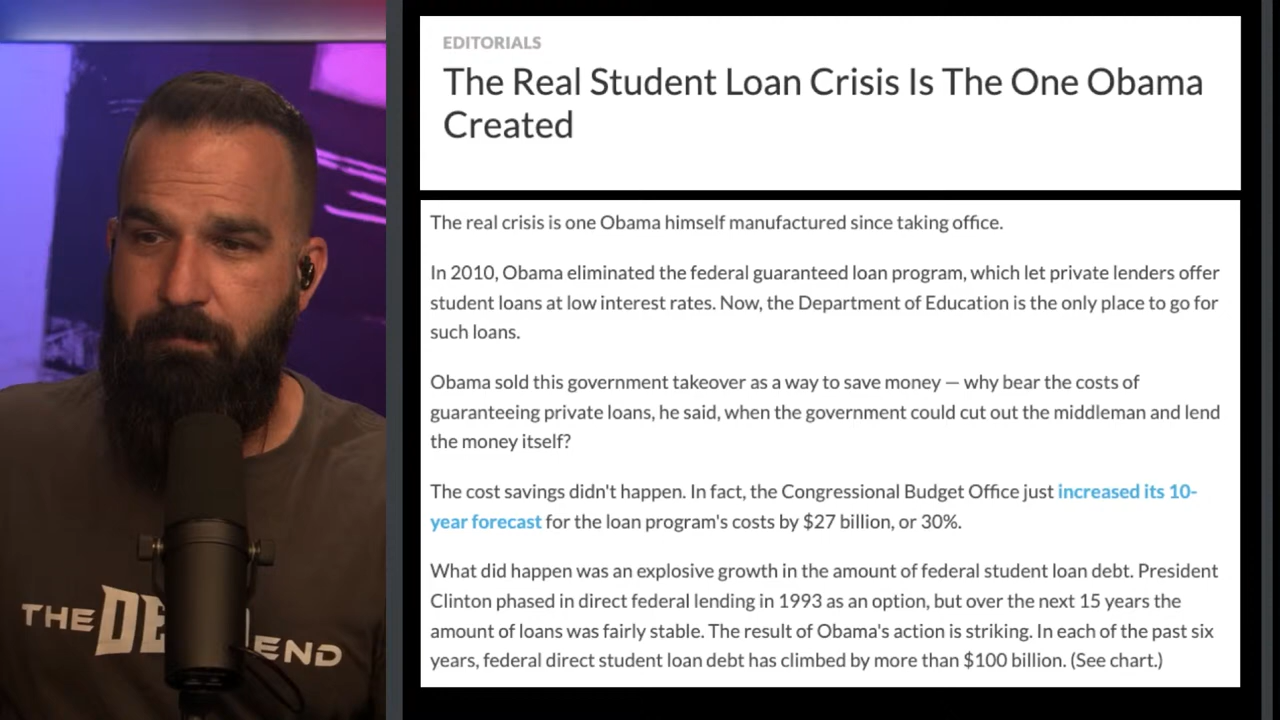 EDITORIALS
The Real Student Loan Crisis Is The One Obama
Created
The real crisis is one Obama himself manufactured since taking office.
In 2010, Obama eliminated the federal guaranteed loan program, which let private lenders offer
student loans at low interest rates. Now, the Department of Education is the only place to go for
such loans.
Obama sold this government takeover as a way to save money — why bear the costs of
guaranteeing private loans, he said, when the government could cut out the middleman and lend
the money itself?
The cost savings didn't happen. In fact, the Congressional Budget Office just increased its 10-
year forecast for the loan program's costs by $27 billion, or 30%.
What did happen was an explosive growth in the amount of federal student loan debt. President
Clinton phased in direct federal lending in 1993 as an option, but over the next 15 years the
amount of loans was fairly stable. The result of Obama's action is striking. In each of the past six
years, federal direct student loan debt has climbed by more than $100 billion. (See chart.)
THE DE END